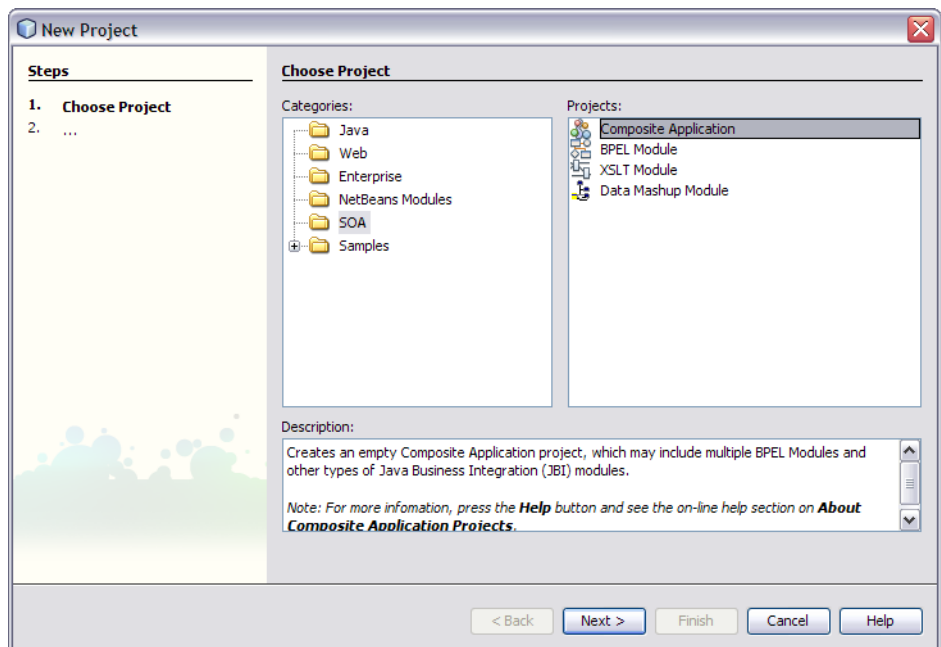 New Project
Steps
1. Choose Project
2. ...
Choose Project
Categories:
Java
Web
Enterprise
NetBeans Modules
SOA
Samples
Projects:
Composite Application
BPEL Module
XSLT Module
Data Mashup Module
Description:
Creates an empty Composite Application project, which may include multiple BPEL Modules and
other types of Java Business Integration (JBI) modules.
Note: For more infomation, press the Help button and see the on-line help section on About
Composite Application Projects.
< Back
Next >
Finish
Cancel
Help